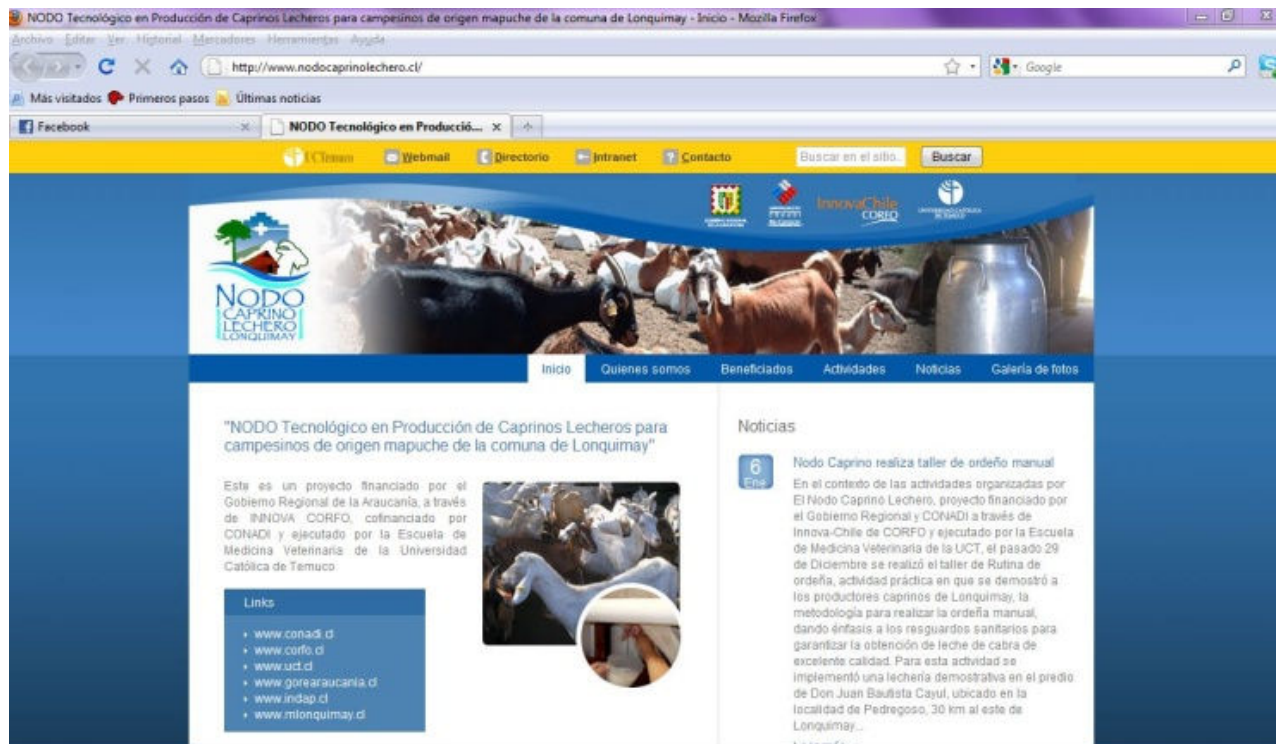 NODO Tecnológico en Producción de Caprinos Lecheros para campesinos de origen mapuche de la comuna de Lonquimay - Inicio - Mozilla Firefox
Archivo Editar Ver Historial Marcadores Herramientas Ayuda
http://www.nodocaprinolechero.cl/
Google
Más visitados Primeros pasos Últimas noticias
Facebook
NODO Tecnológico en Producció...
UCTemuco Webmail Directorio Intranet Contacto Buscar en el sitio.. Buscar
InnovaChile
CORFO
NODO
CAPRINO
LECHERO
LONQUIMAY
Inicio Quienes somos Beneficiados Actividades Noticias Galería de fotos
"NODO Tecnológico en Producción de Caprinos Lecheros para
campesinos de origen mapuche de la comuna de Lonquimay"
Este es un proyecto financiado por el
Gobierno Regional de la Araucanía, a través
de INNOVA CORFO, cofinanciado por
CONADI y ejecutado por la Escuela de
Medicina Veterinaria de la Universidad
Católica de Temuco
Links
www.conadi.cl
www.corfo.cl
www.uct.cl
www.gorearaucania.cl
www.indap.cl
www.mlonquimay.cl
Noticias
6
Ene
Nodo Caprino realiza taller de ordeño manual
En el contexto de las actividades organizadas por
El Nodo Caprino Lechero, proyecto financiado por
el Gobierno Regional y CONADI a través de
Innova-Chile de CORFO y ejecutado por la Escuela
de Medicina Veterinaria de la UCT, el pasado 29
de Diciembre se realizó el taller de Rutina de
ordeña, actividad práctica en que se demostró a
los productores caprinos de Lonquimay, la
metodología para realizar la ordeña manual,
dando énfasis a los resguardos sanitarios para
garantizar la obtención de leche de cabra de
excelente calidad. Para esta actividad se
implementó una lechería demostrativa en el predio
de Don Juan Bautista Cayul, ubicado en la
localidad de Pedregoso, 30 km al este de
Lonquimay...